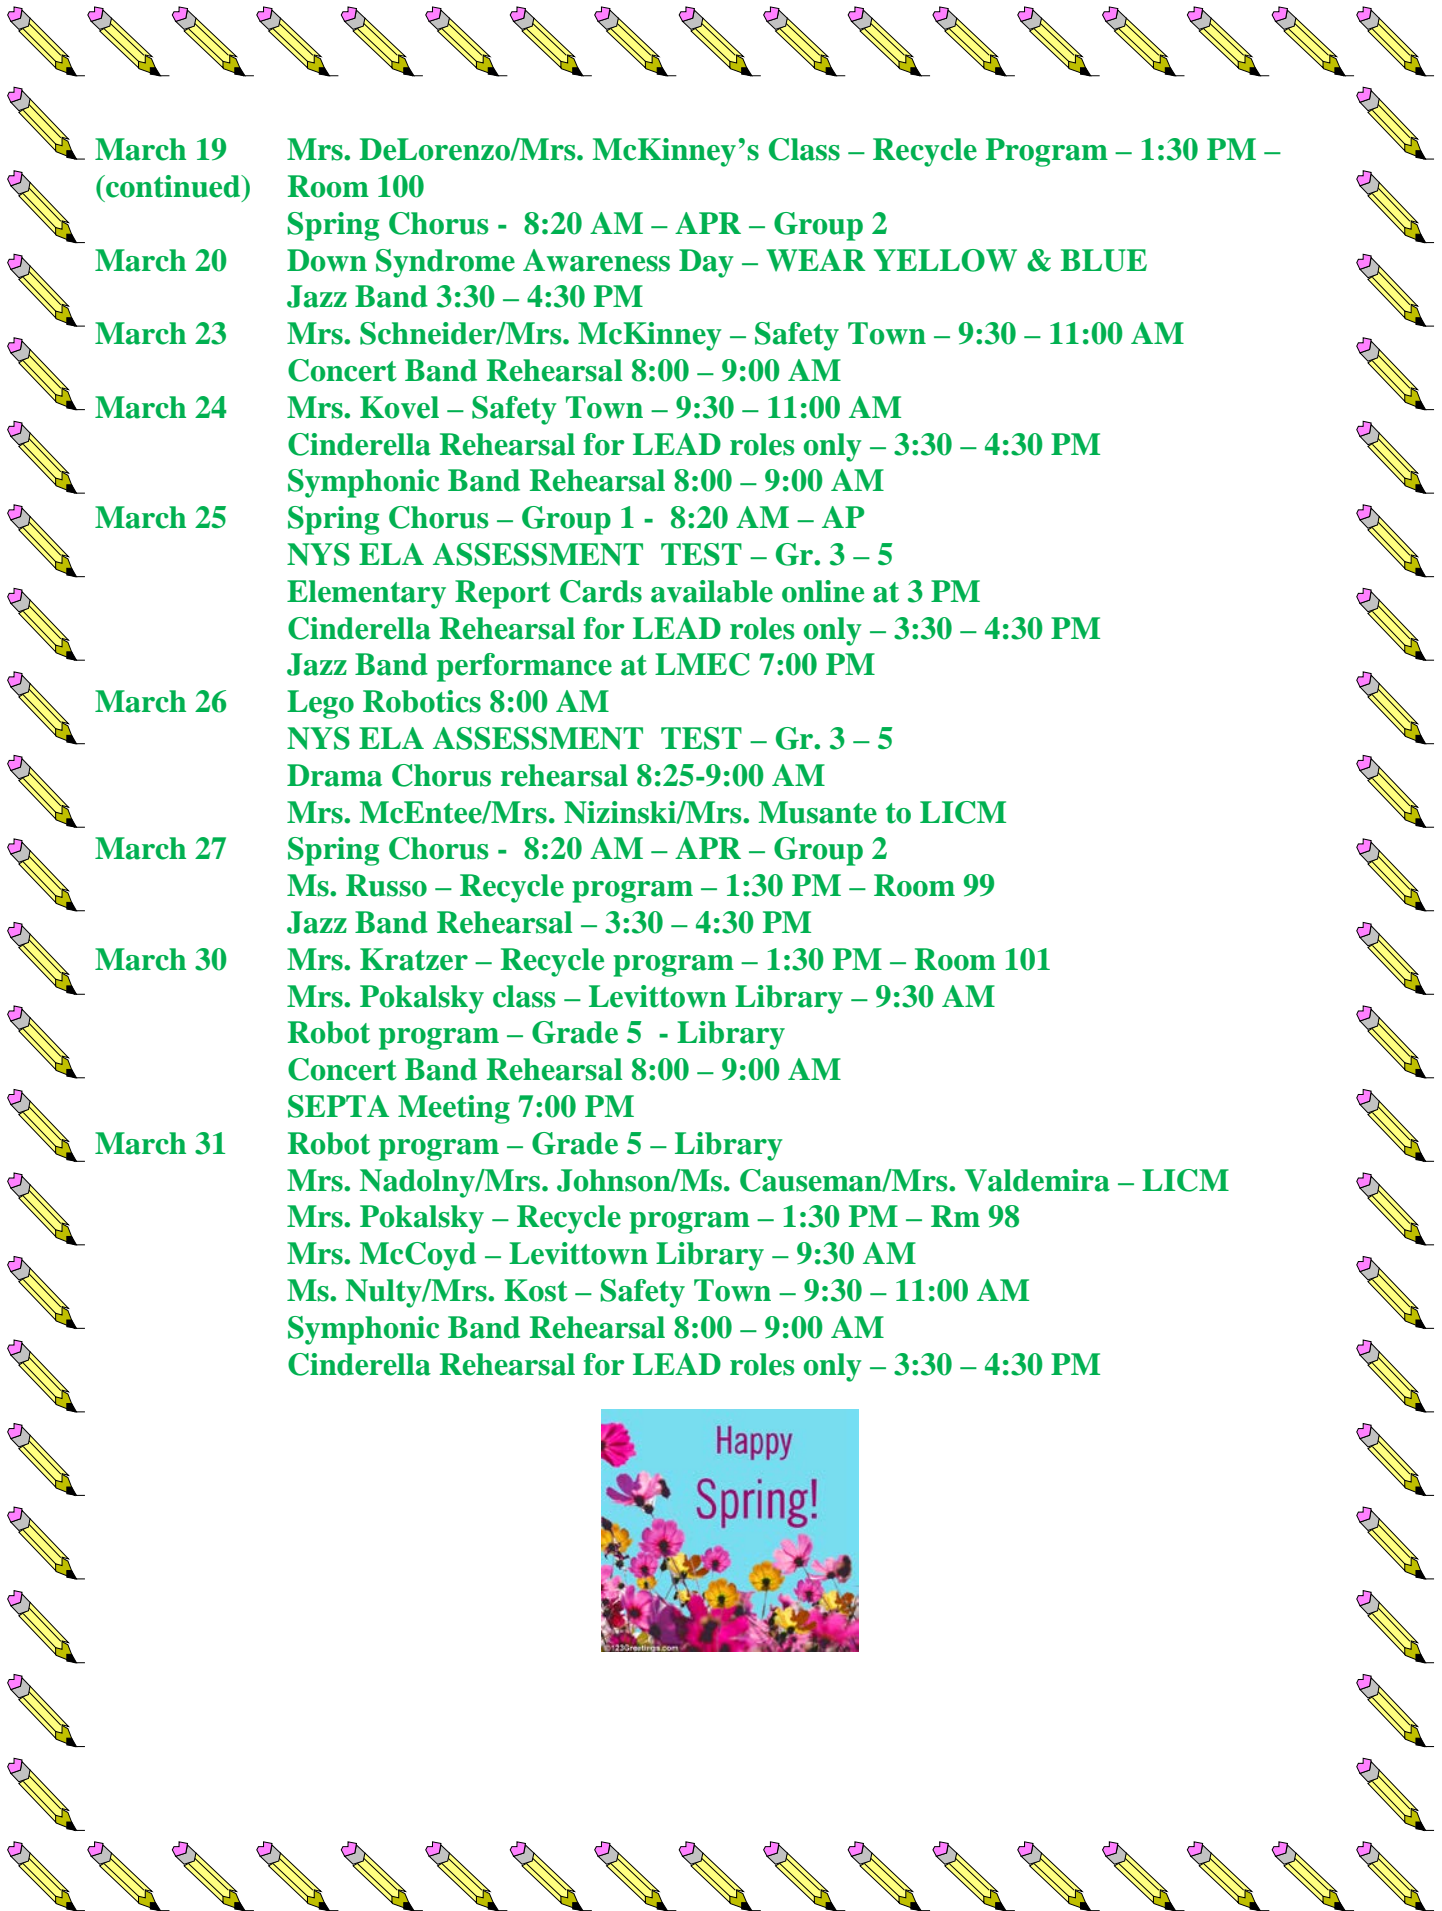 March 19 Mrs. DeLorenzo/Mrs. McKinney’s Class – Recycle Program – 1:30 PM –
(continued) Room 100
Spring Chorus - 8:20 AM – APR – Group 2
March 20 Down Syndrome Awareness Day – WEAR YELLOW & BLUE
Jazz Band 3:30 – 4:30 PM
March 23 Mrs. Schneider/Mrs. McKinney – Safety Town – 9:30 – 11:00 AM
Concert Band Rehearsal 8:00 – 9:00 AM
March 24 Mrs. Kovel – Safety Town – 9:30 – 11:00 AM
Cinderella Rehearsal for LEAD roles only – 3:30 – 4:30 PM
Symphonic Band Rehearsal 8:00 – 9:00 AM
March 25 Spring Chorus – Group 1 - 8:20 AM – AP
NYS ELA ASSESSMENT TEST – Gr. 3 – 5
Elementary Report Cards available online at 3 PM
Cinderella Rehearsal for LEAD roles only – 3:30 – 4:30 PM
Jazz Band performance at LMEC 7:00 PM
March 26 Lego Robotics 8:00 AM
NYS ELA ASSESSMENT TEST – Gr. 3 – 5
Drama Chorus rehearsal 8:25-9:00 AM
Mrs. McEntee/Mrs. Nizinski/Mrs. Musante to LICM
March 27 Spring Chorus - 8:20 AM – APR – Group 2
Ms. Russo – Recycle program – 1:30 PM – Room 99
Jazz Band Rehearsal – 3:30 – 4:30 PM
March 30 Mrs. Kratzer – Recycle program – 1:30 PM – Room 101
Mrs. Pokalsky class – Levittown Library – 9:30 AM
Robot program – Grade 5 - Library
Concert Band Rehearsal 8:00 – 9:00 AM
SEPTA Meeting 7:00 PM
March 31 Robot program – Grade 5 – Library
Mrs. Nadolny/Mrs. Johnson/Ms. Causeman/Mrs. Valdemira – LICM
Mrs. Pokalsky – Recycle program – 1:30 PM – Rm 98
Mrs. McCoyd – Levittown Library – 9:30 AM
Ms. Nulty/Mrs. Kost – Safety Town – 9:30 – 11:00 AM
Symphonic Band Rehearsal 8:00 – 9:00 AM
Cinderella Rehearsal for LEAD roles only – 3:30 – 4:30 PM
Happy
Spring!
©123Greetings.com